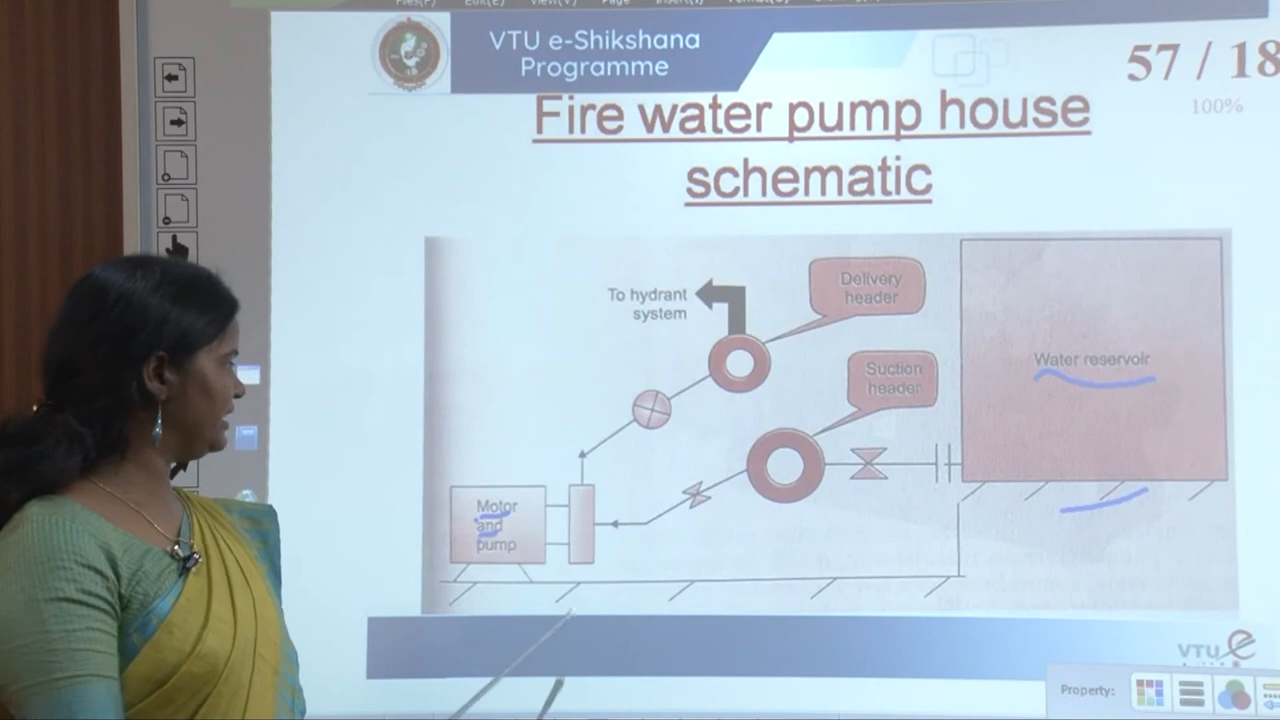 VTU e-Shikshana
Programme
57 / 18
100%
Fire water pump house
schematic
To hydrant
system
Delivery
header
Suction
header
Water reservoir
Motor
and
pump
VTU e
Property: